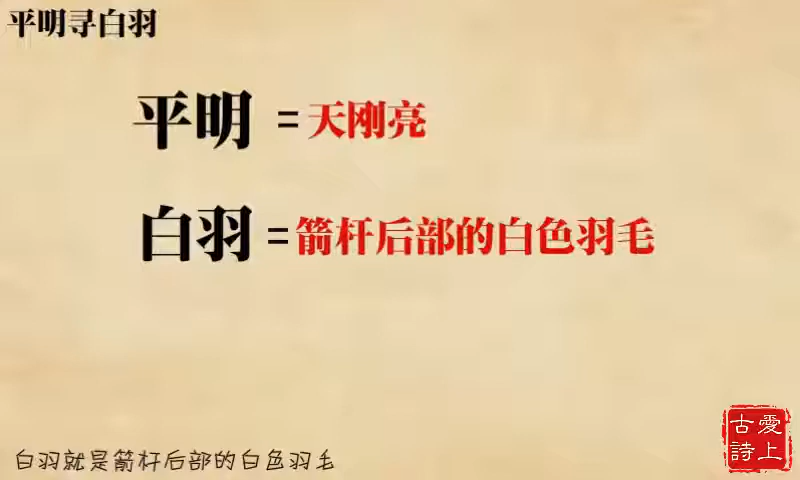 平明寻白羽
平明 = 天刚亮
白羽 = 箭杆后部的白色羽毛
爱上
古詩
白羽就是箭杆后部的白色羽毛